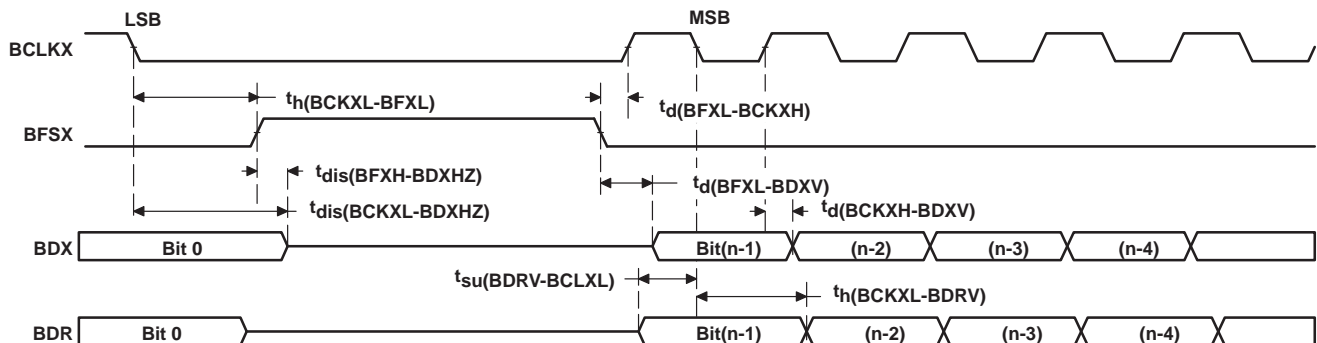 LSB MSB
BCLKX
th(BCKXL-BFXL) td(BFXL-BCKXH)
BFSX
tdis(BFXH-BDXHZ) td(BFXL-BDXV)
tdis(BCKXL-BDXHZ) td(BCKXH-BDXV)
BDX Bit 0 Bit(n-1) (n-2) (n-3) (n-4)
tsu(BDRV-BCLXL) th(BCKXL-BDRV)
BDR Bit 0 Bit(n-1) (n-2) (n-3) (n-4)